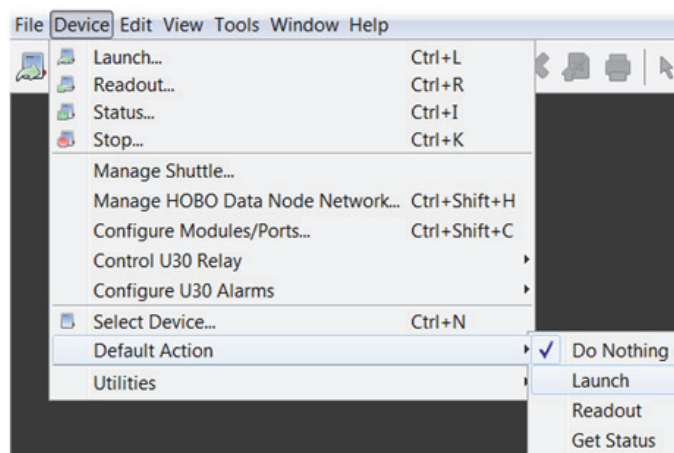 File Device Edit View Tools Window Help
Launch... Ctrl+L
Readout... Ctrl+R
Status... Ctrl+I
Stop... Ctrl+K
Manage Shuttle...
Manage HOBO Data Node Network... Ctrl+Shift+H
Configure Modules/Ports... Ctrl+Shift+C
Control U30 Relay
Configure U30 Alarms
Select Device... Ctrl+N
Default Action
Utilities
Do Nothing
Launch
Readout
Get Status